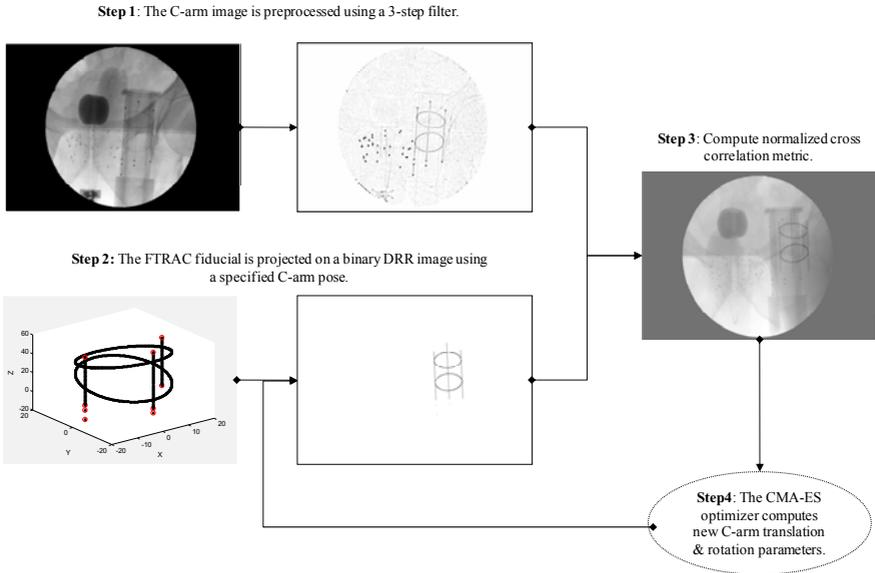 Step 1: The C-arm image is preprocessed using a 3-step filter.
Step 3: Compute normalized cross
correlation metric.
Step 2: The FTRAC fiducial is projected on a binary DRR image using
a specified C-arm pose.
60
40
20
0
-20
Z
20
0
-20
Y
-20
-10
0
10
20
X
Step4: The CMA-ES
optimizer computes
new C-arm translation
& rotation parameters.